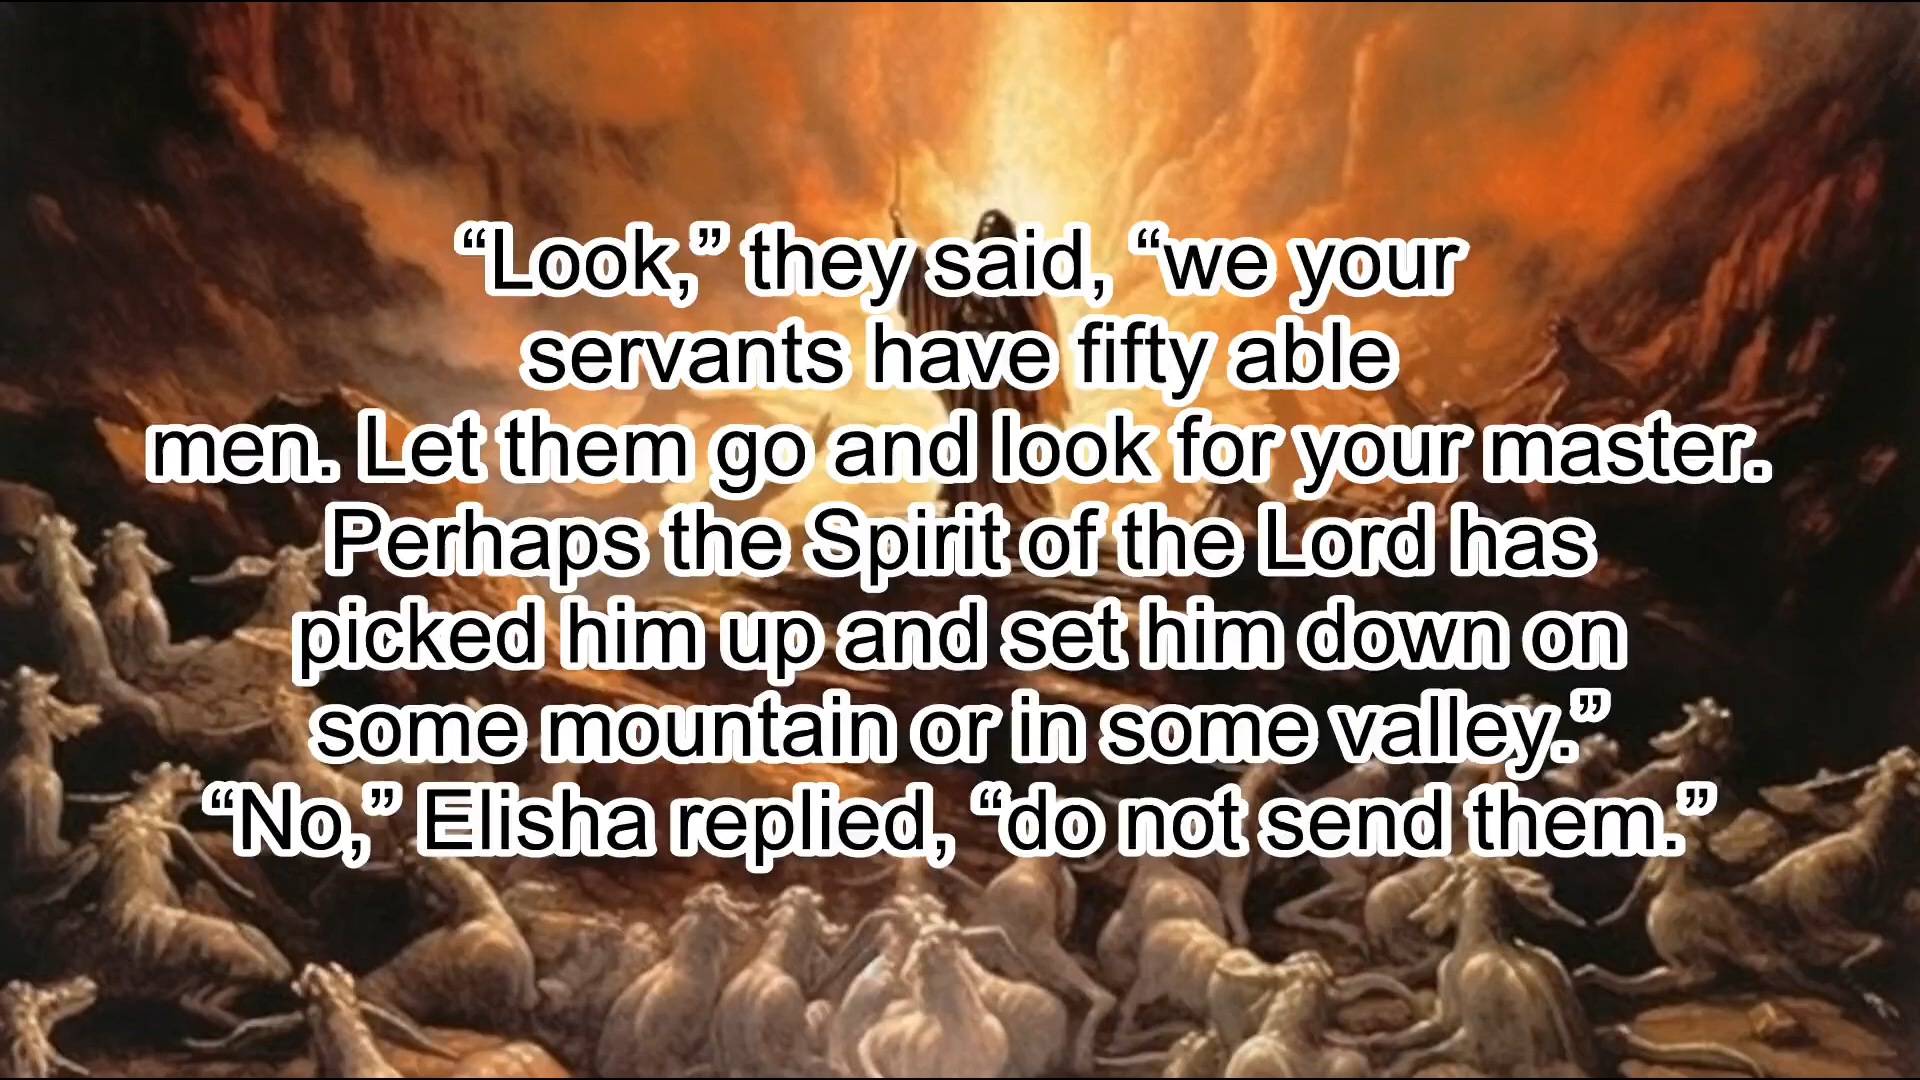 “Look,” they said, “we your
servants have fifty able
men. Let them go and look for your master.
Perhaps the Spirit of the Lord has
picked him up and set him down on
some mountain or in some valley.”
“No,” Elisha replied, “do not send them.”